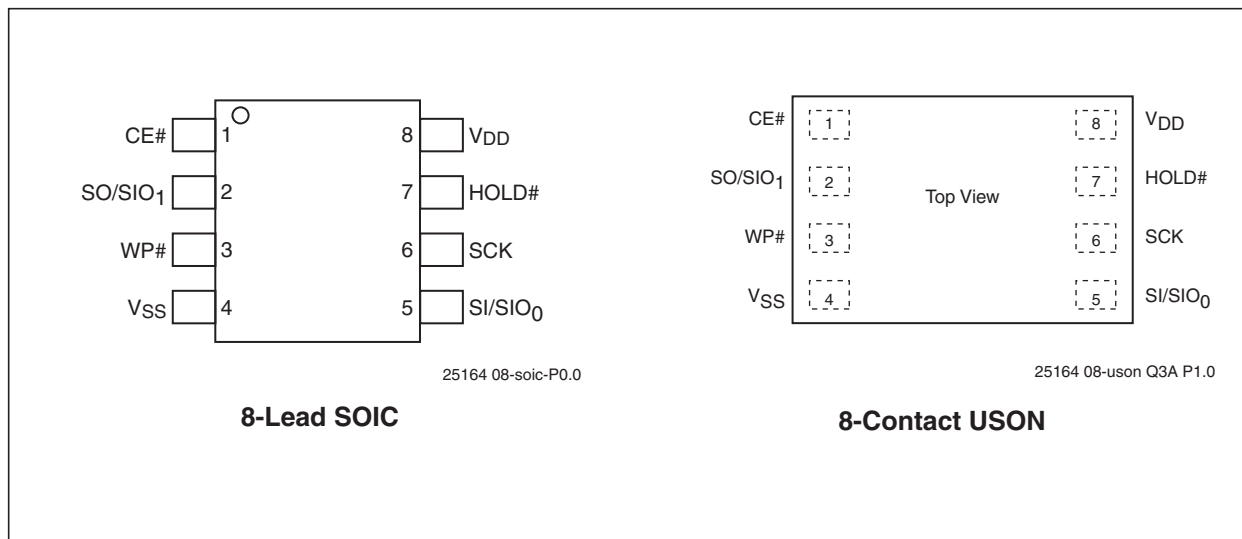 CE# 1 8 VDD
SO/SIO1 2 7 HOLD#
WP# 3 6 SCK
VSS 4 5 SI/SIO0
25164 08-soic-P0.0
8-Lead SOIC
CE# 1 8 VDD
SO/SIO1 2 Top View 7 HOLD#
WP# 3 6 SCK
VSS 4 5 SI/SIO0
25164 08-uson Q3A P1.0
8-Contact USON